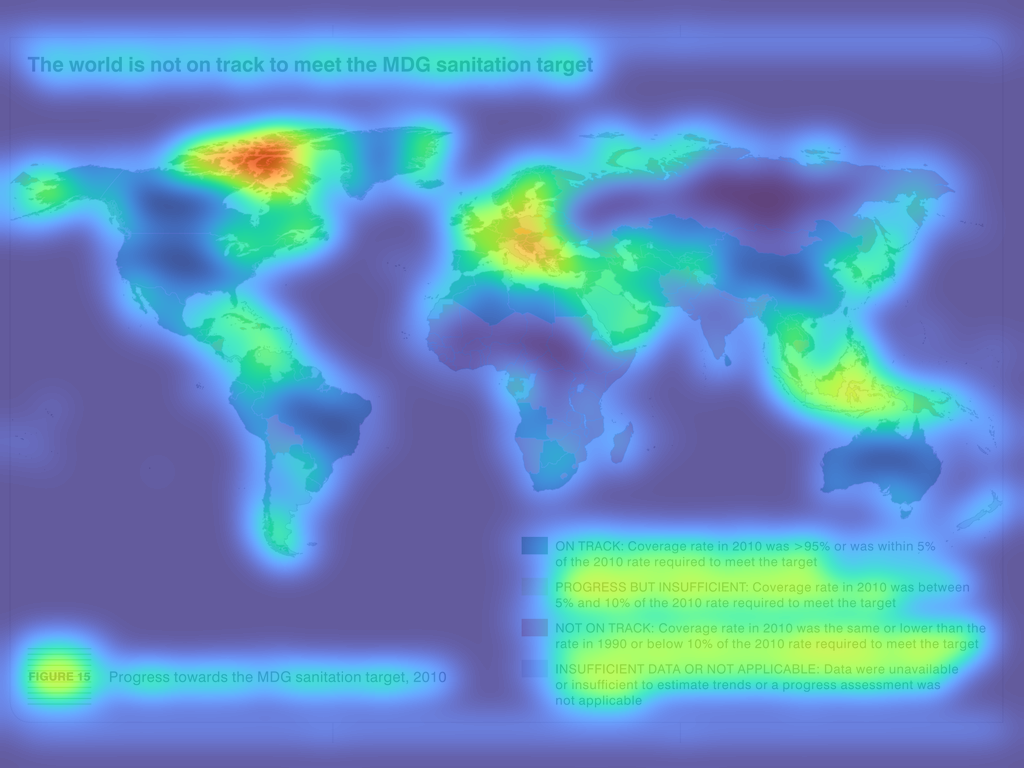 The world is not on track to meet the MDG sanitation target
ON TRACK: Coverage rate in 2010 was >95% or was within 5%
of the 2010 rate required to meet the target
PROGRESS BUT INSUFFICIENT: Coverage rate in 2010 was between
5% and 10% of the 2010 rate required to meet the target
NOT ON TRACK: Coverage rate in 2010 was the same or lower than the
rate in 1990 or below 10% of the 2010 rate required to meet the target
INSUFFICIENT DATA OR NOT APPLICABLE: Data were unavailable
or insufficient to estimate trends or a progress assessment was
not applicable
FIGURE 15
Progress towards the MDG sanitation target, 2010